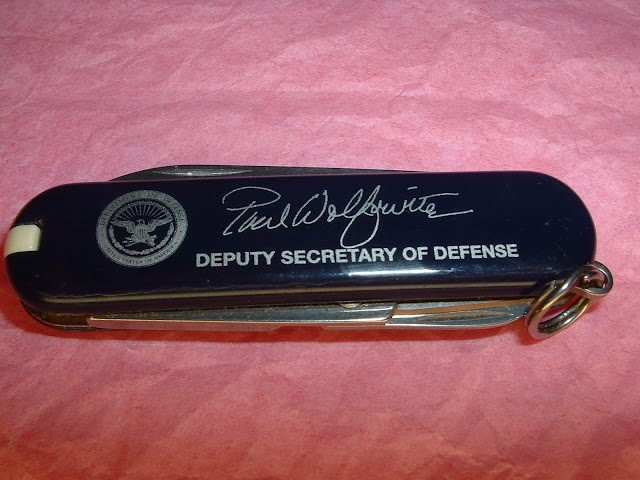 Paul Wolfowitz
DEPUTY SECRETARY OF DEFENSE